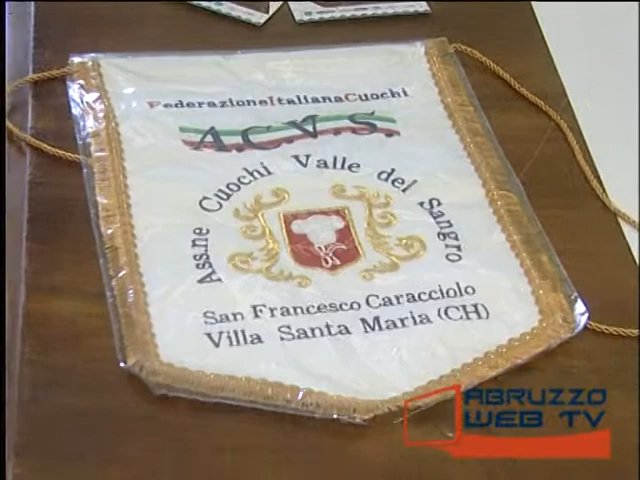 FederazioneItalianaCuochi
ACVS
Ass.ne Cuochi Valle del Sangro
San Francesco Caracciolo
Villa Santa Maria (CH)
ABRUZZO
WEB TV